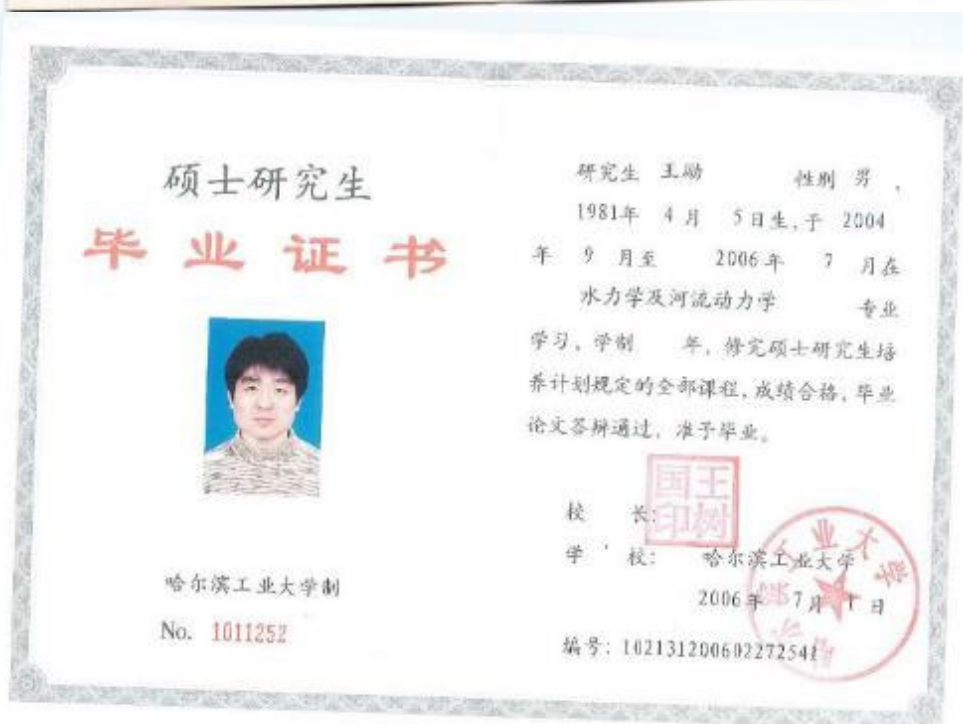 硕士研究生
毕业证书
哈尔滨工业大学制
No. 1011252
研究生 王励 性别 男 ,
1981年 4月 5日生,于 2004
年 9 月至 2006年 7 月在
水力学及河流动力学 专业
学习,学制 年,修完硕士研究生培
养计划规定的全部课程,成绩合格,毕业
论文答辩通过,准予毕业。
校 长:
王树国印
学 校: 哈尔滨工业大学
2006年 7月 1日
编号:
工业大学